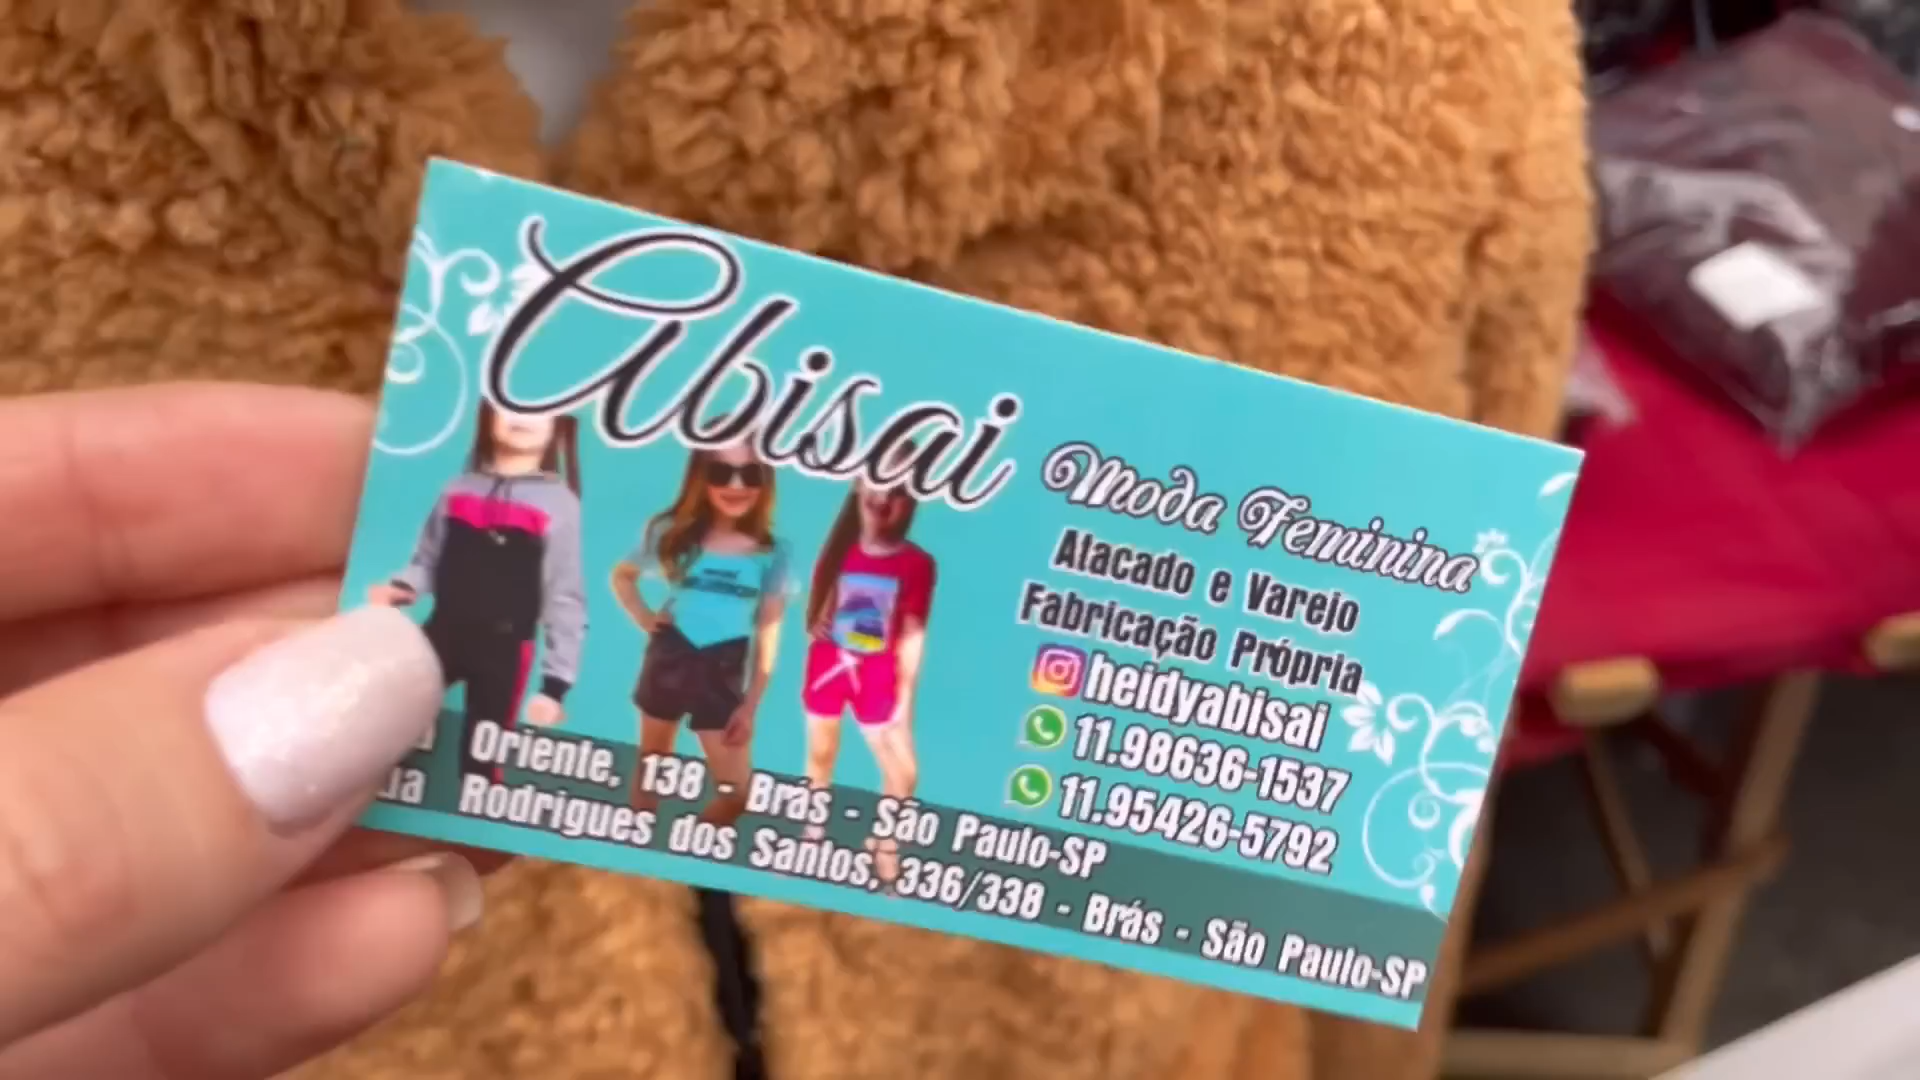 Abisai
Moda Feminina
Atacado e Varejo
Fabricação Própria
heidyabisai
11.98636-1537
11.95426-5792
Oriente, 138 - Brás - São Paulo-SP
Rodrigues dos Santos, 336/338 - Brás - São Paulo-SP